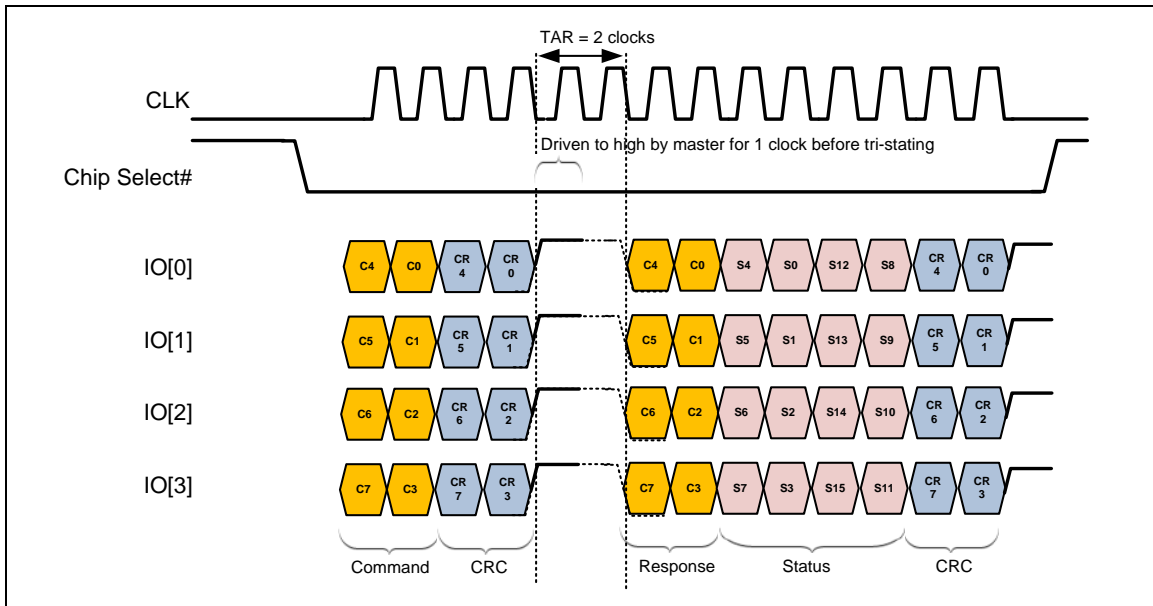 TAR = 2 clocks
CLK
Driven to high by master for 1 clock before tri-stating
Chip Select#
IO[0]
C4 C0 CR 4 CR 0 C4 C0 S4 S0 S12 S8 CR 4 CR 0
IO[1]
C5 C1 CR 5 CR 1 C5 C1 S5 S1 S13 S9 CR 5 CR 1
IO[2]
C6 C2 CR 6 CR 2 C6 C2 S6 S2 S14 S10 CR 6 CR 2
IO[3]
C7 C3 CR 7 CR 3 C7 C3 S7 S3 S15 S11 CR 7 CR 3
Command CRC Response Status CRC